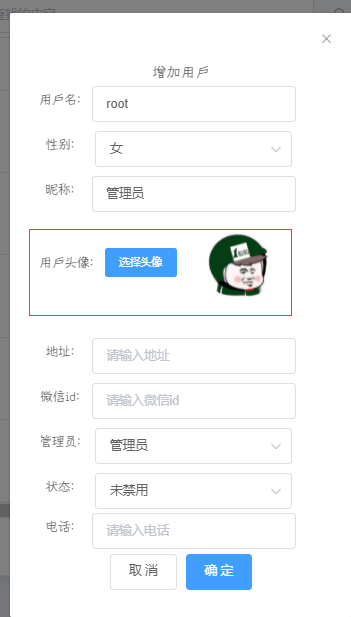 增加用户
用户名: root
性别: 女
昵称: 管理员
用户头像: 选择头像
地址: 请输入地址
微信id: 请输入微信id
管理员: 管理员
状态: 未禁用
电话: 请输入电话
取消 确定